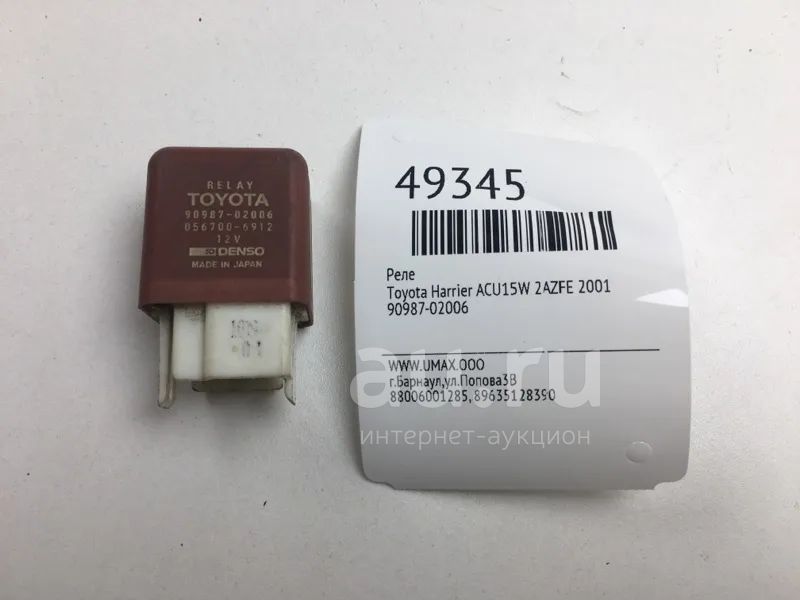 RELAY
TOYOTA
90987-02006
056700-6912
12V
DENSO
MADE IN JAPAN
01
49345
Реле
Toyota Harrier ACU15W 2AZFE 2001
90987-02006
WWW.UMAX.OOO
г.Барнаул,ул.Попова3В
88006001285, 89635128390
au.ru
интернет-аукцион